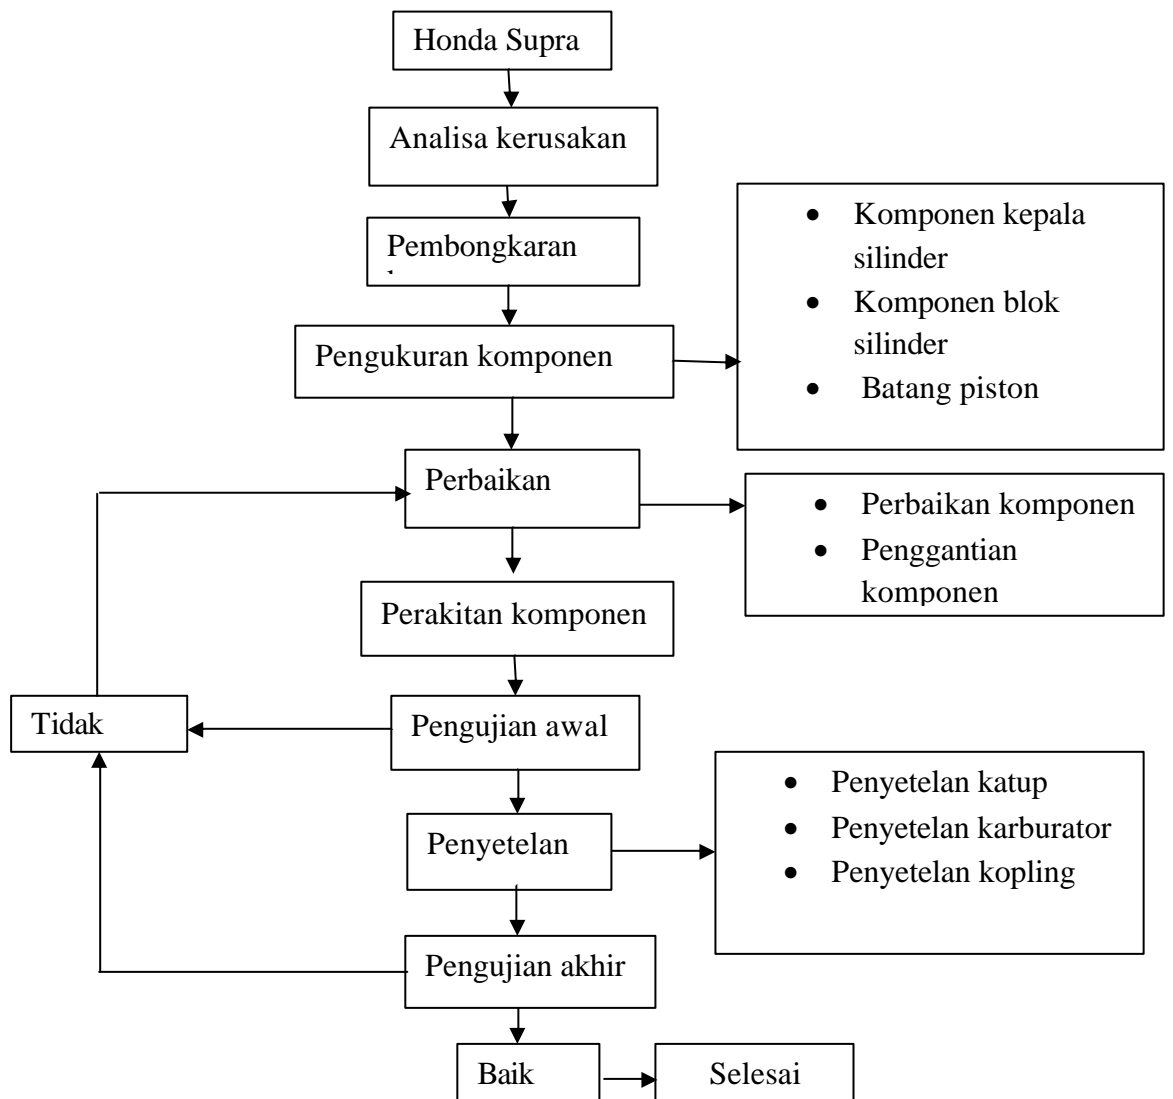 Honda Supra
Analisa kerusakan
Pembongkaran
• Komponen kepala
silinder
• Komponen blok
silinder
• Batang piston
Pengukuran komponen
Perbaikan
• Perbaikan komponen
• Penggantian
komponen
Perakitan komponen
Tidak
Pengujian awal
• Penyetelan katup
• Penyetelan karburator
• Penyetelan kopling
Penyetelan
Pengujian akhir
Baik
Selesai